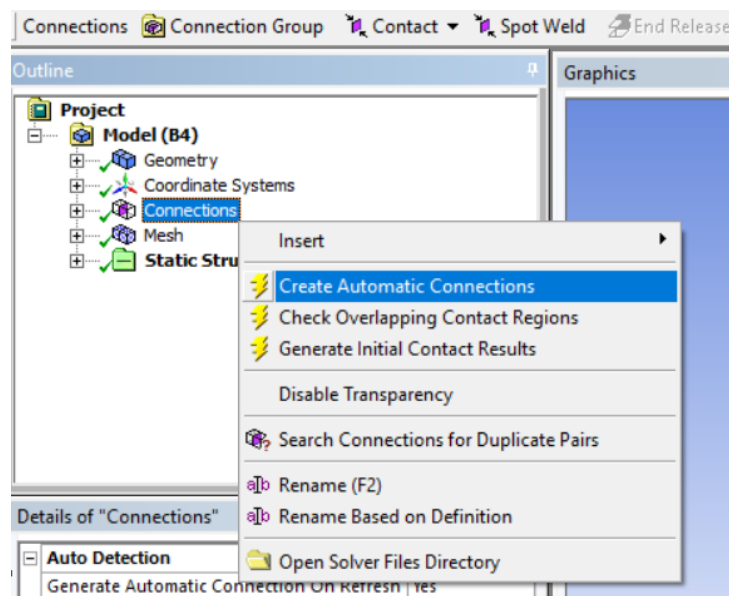 Connections Connection Group Contact Spot Weld End Release
Outline
Graphics
Project
Model (B4)
Geometry
Coordinate Systems
Connections
Mesh
Static Stru
Insert
Create Automatic Connections
Check Overlapping Contact Regions
Generate Initial Contact Results
Disable Transparency
Search Connections for Duplicate Pairs
Rename (F2)
Rename Based on Definition
Open Solver Files Directory
Details of "Connections"
Auto Detection
Generate Automatic Connection On Refresh Yes